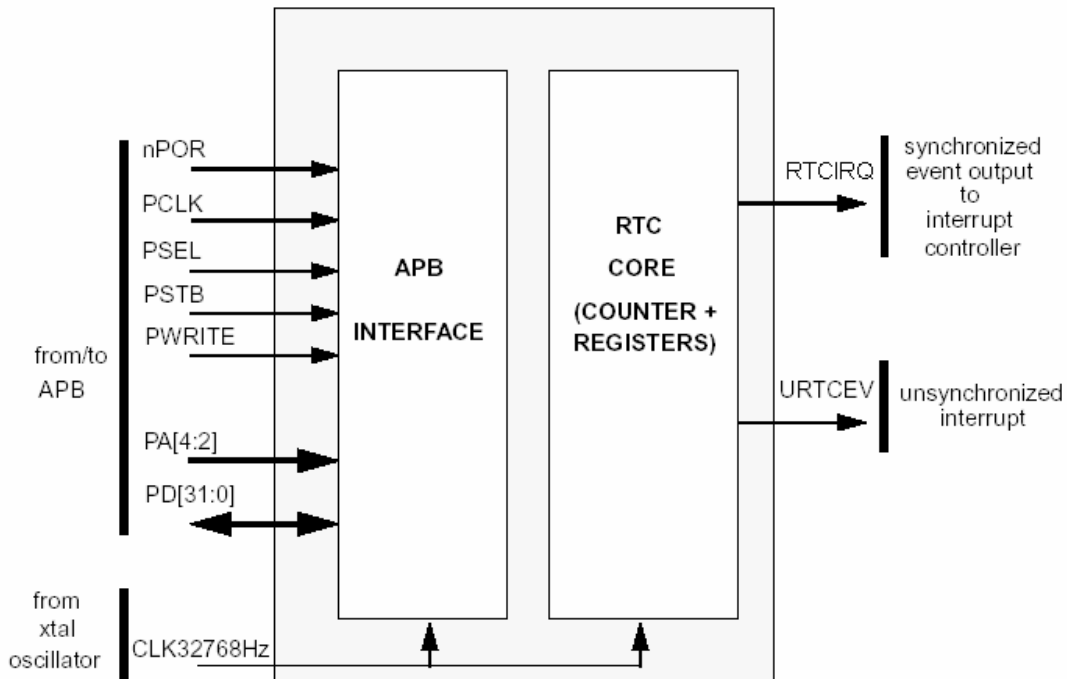 nPOR
PCLK
PSEL
PSTB
PWRITE
from/to
APB
PA[4:2]
PD[31:0]
from
xtal
oscillator
CLK32768Hz
APB
INTERFACE
RTC
CORE
(COUNTER +
REGISTERS)
RTCIRQ
synchronized
event output
to
interrupt
controller
URTCEV
unsynchronized
interrupt